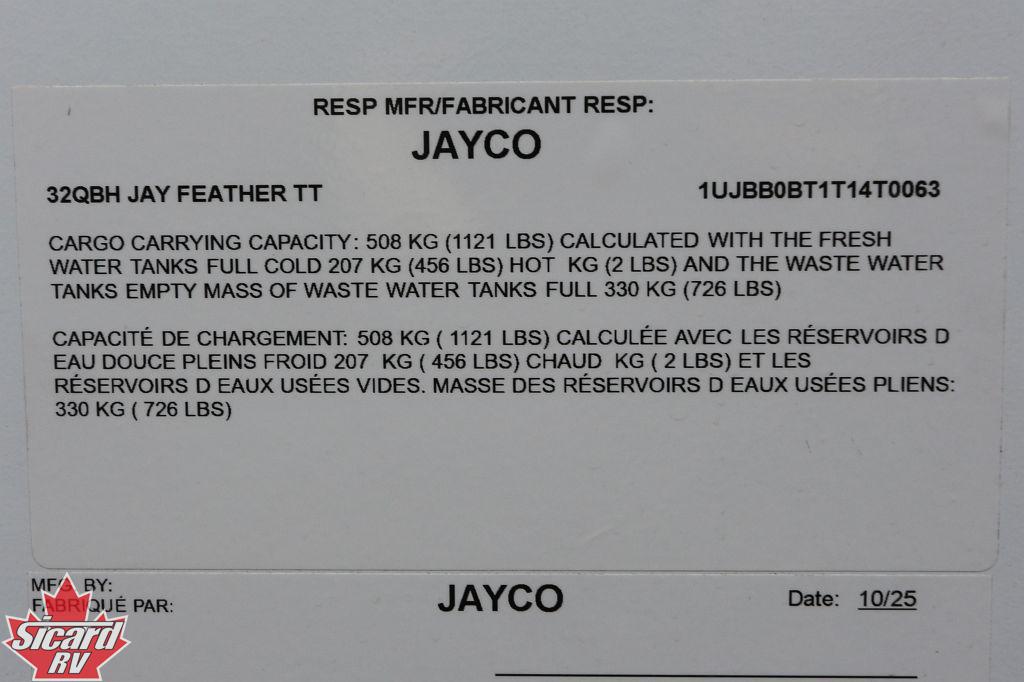 RESP MFR/FABRICANT RESP:
JAYCO
32QBH JAY FEATHER TT 1UJBB0BT1T14T0063
CARGO CARRYING CAPACITY: 508 KG (1121 LBS) CALCULATED WITH THE FRESH
WATER TANKS FULL COLD 207 KG (456 LBS) HOT KG (2 LBS) AND THE WASTE WATER
TANKS EMPTY MASS OF WASTE WATER TANKS FULL 330 KG (726 LBS)
CAPACITÉ DE CHARGEMENT: 508 KG ( 1121 LBS) CALCULÉE AVEC LES RÉSERVOIRS D
EAU DOUCE PLEINS FROID 207 KG ( 456 LBS) CHAUD KG ( 2 LBS) ET LES
RÉSERVOIRS D EAUX USÉES VIDES. MASSE DES RÉSERVOIRS D EAUX USÉES PLIENS:
330 KG ( 726 LBS)
MFG BY:
FABRIQUÉ PAR: JAYCO Date: 10/25
Sicard
RV